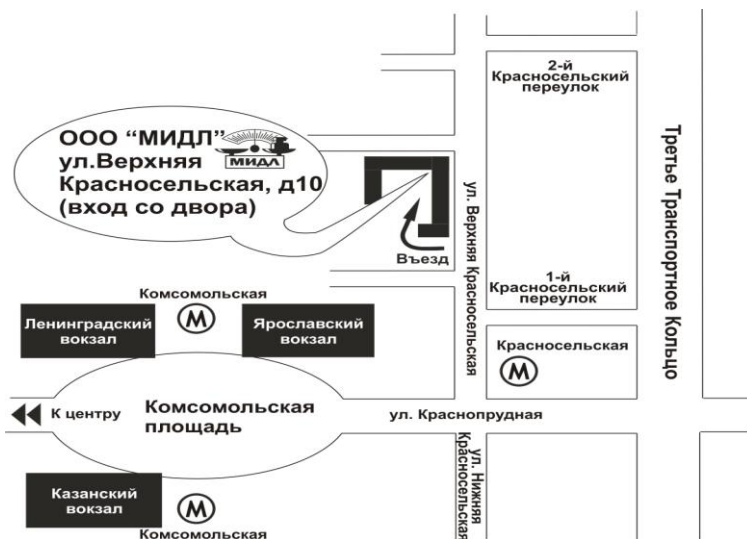 2-й
Красносельский
переулок
ООО “МИДЛ”
МИДЛ
ул.Верхняя
Красносельская, д10
(вход со двора)
Третье Транспортное Кольцо
ул. Верхняя Красносельская
Въезд
1-й
Красносельский
переулок
Комсомольская
М
Ленинградский
вокзал
Ярославский
вокзал
Красносельская
М
К центру
Комсомольская
площадь
ул. Краснопрудная
ул. Нижняя
Красносельская
Казанский
вокзал
М
Комсомольская